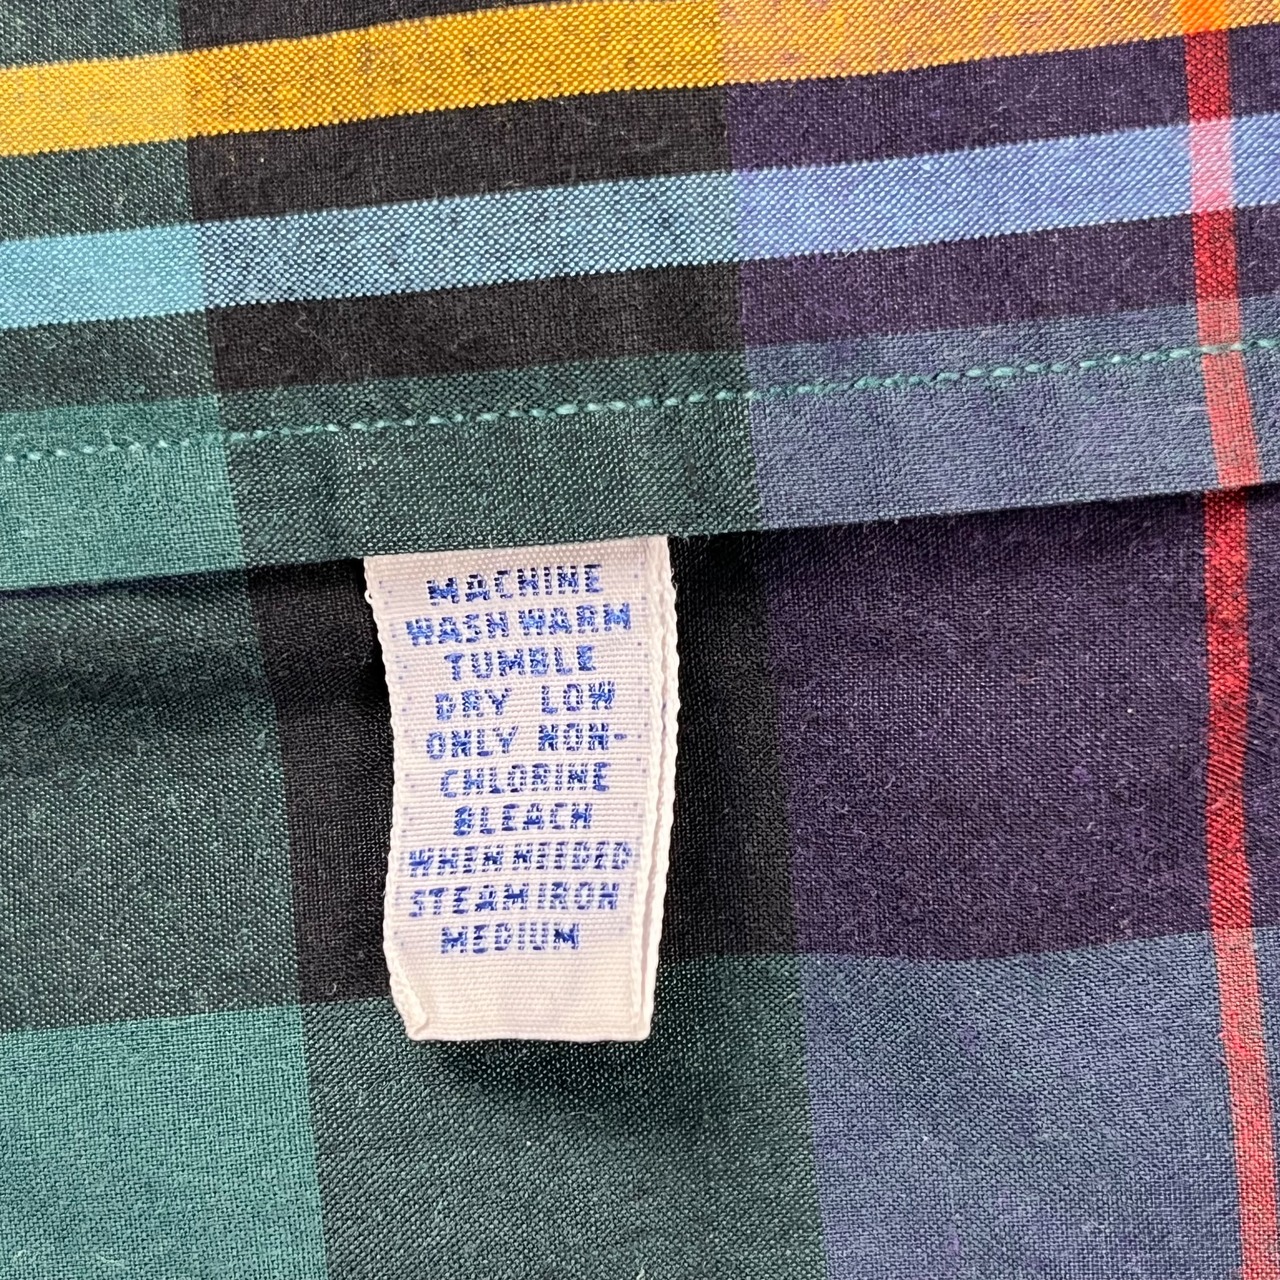 MACHINE
WASH WARM
TUMBLE
DRY LOW
ONLY NON-
CHLORINE
BLEACH
WHEN NEEDED
STEAM IRON
MEDIUM